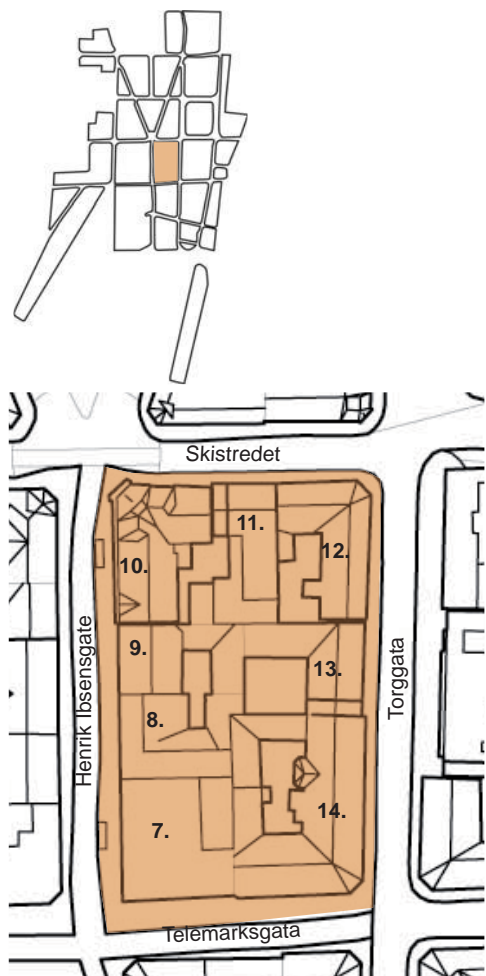 Skistredet
11.
12.
10.
9.
13.
Henrik Ibsensgate
Torggata
8.
14.
7.
Telemarksgata